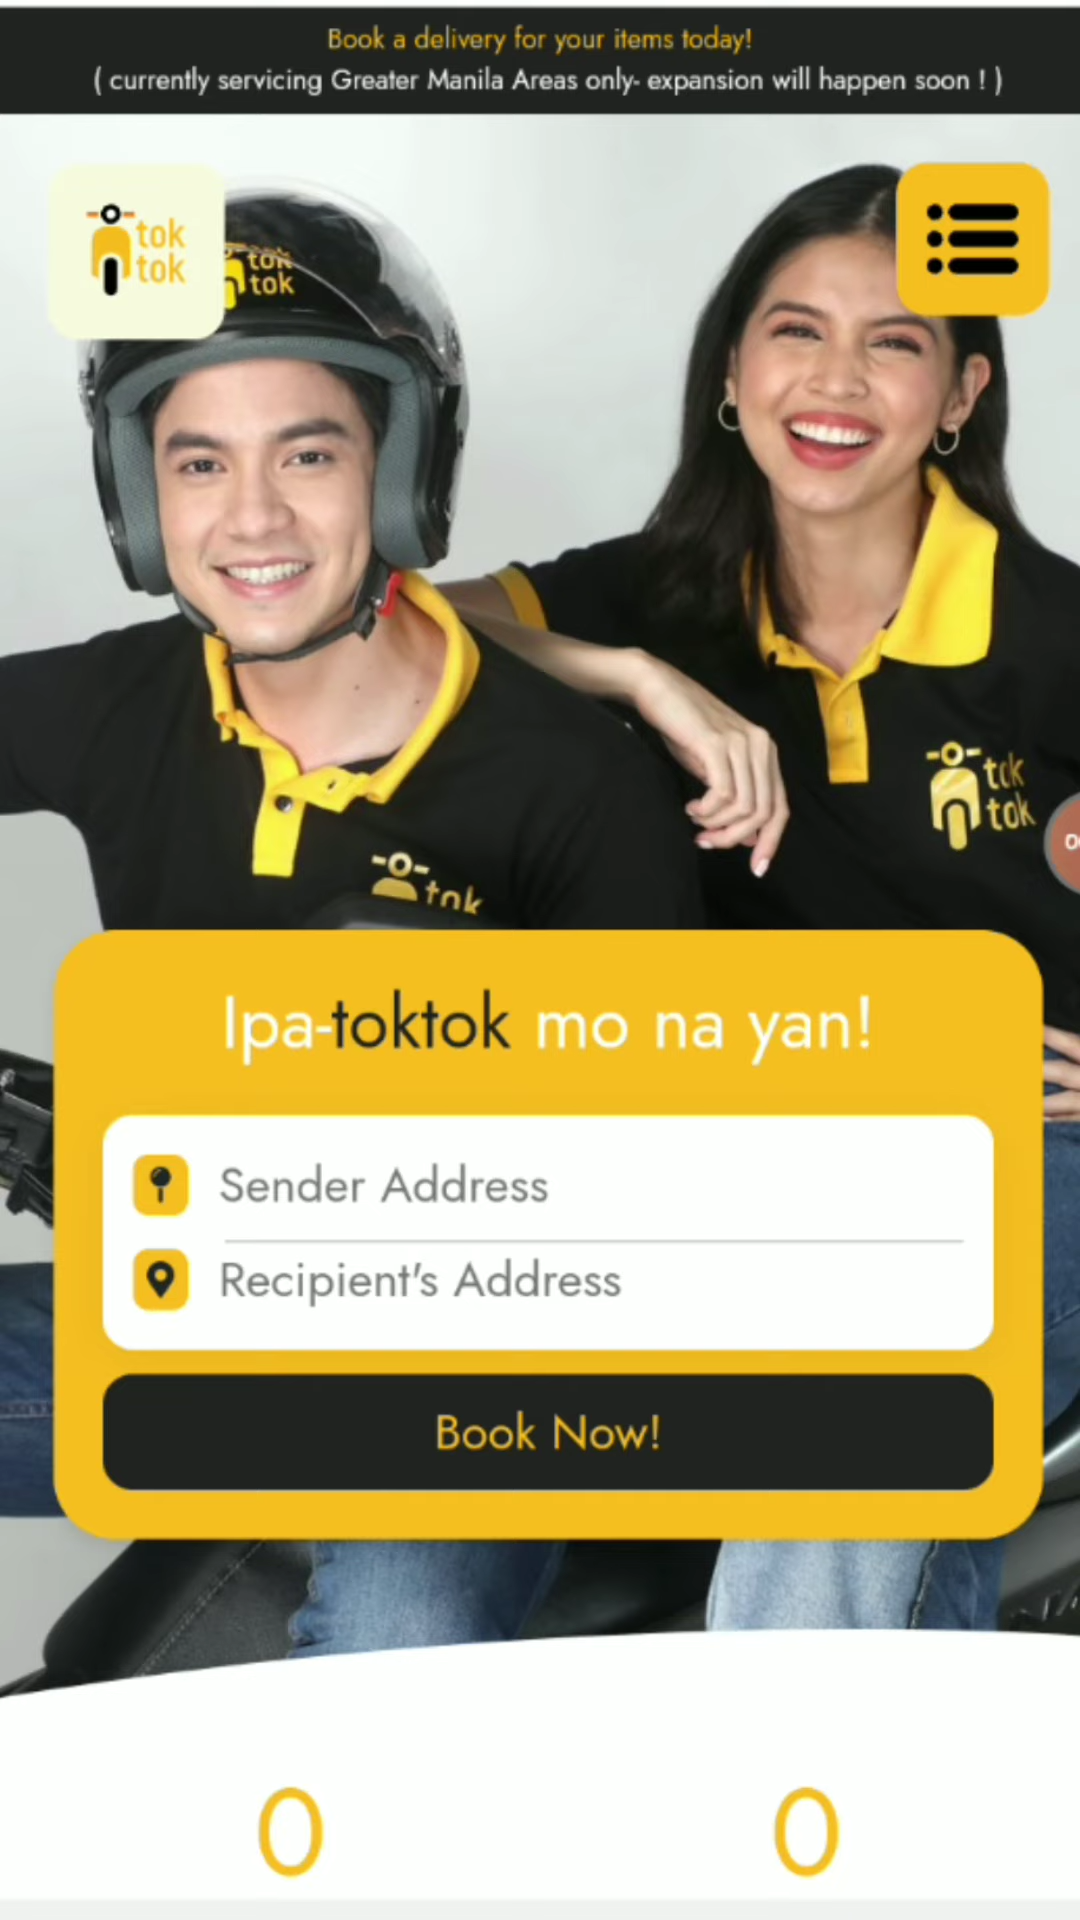 Book a delivery for your items today!
( currently servicing Greater Manila Areas only- expansion will happen soon ! )
tok
tok
tok
tok
tok
tok
tok
Ipa-toktok mo na yan!
Sender Address
Recipient's Address
Book Now!
0 0